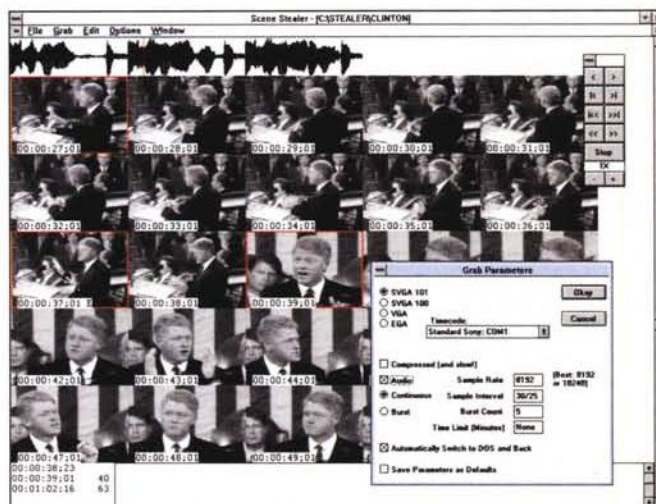 Scene Stealer - [C:\STEALER\CLINTON]
File Grab Edit Options Window
00:00:27;01
00:00:28;01
00:00:29;01
00:00:30;01
00:00:31;01
00:00:32;01
00:00:33;01
00:00:34;01
00:00:35;01
00:00:36;01
00:00:37;01 E
00:00:38;01
00:00:39;01
00:00:42;01
00:00:43;01
00:00:44;01
00:00:47;01
00:00:48;01
00:00:49;01
00:00:38;23
00:00:39;01 40
00:01:02;16 63
< >
<< >>
Stop
1X
- +
Grab Parameters
SVGA 101
SVGA 100
VGA
EGA
Timecode:
Standard Sony: COM1
Okay
Cancel
Compressed (and slow!)
Audio Sample Rate 8192 (Best: 8192 or 10240)
Continuous Sample Interval 30/25
Burst Burst Count 5
Time Limit (Minutes) None
Automatically Switch to DOS and Back
Save Parameters as Defaults